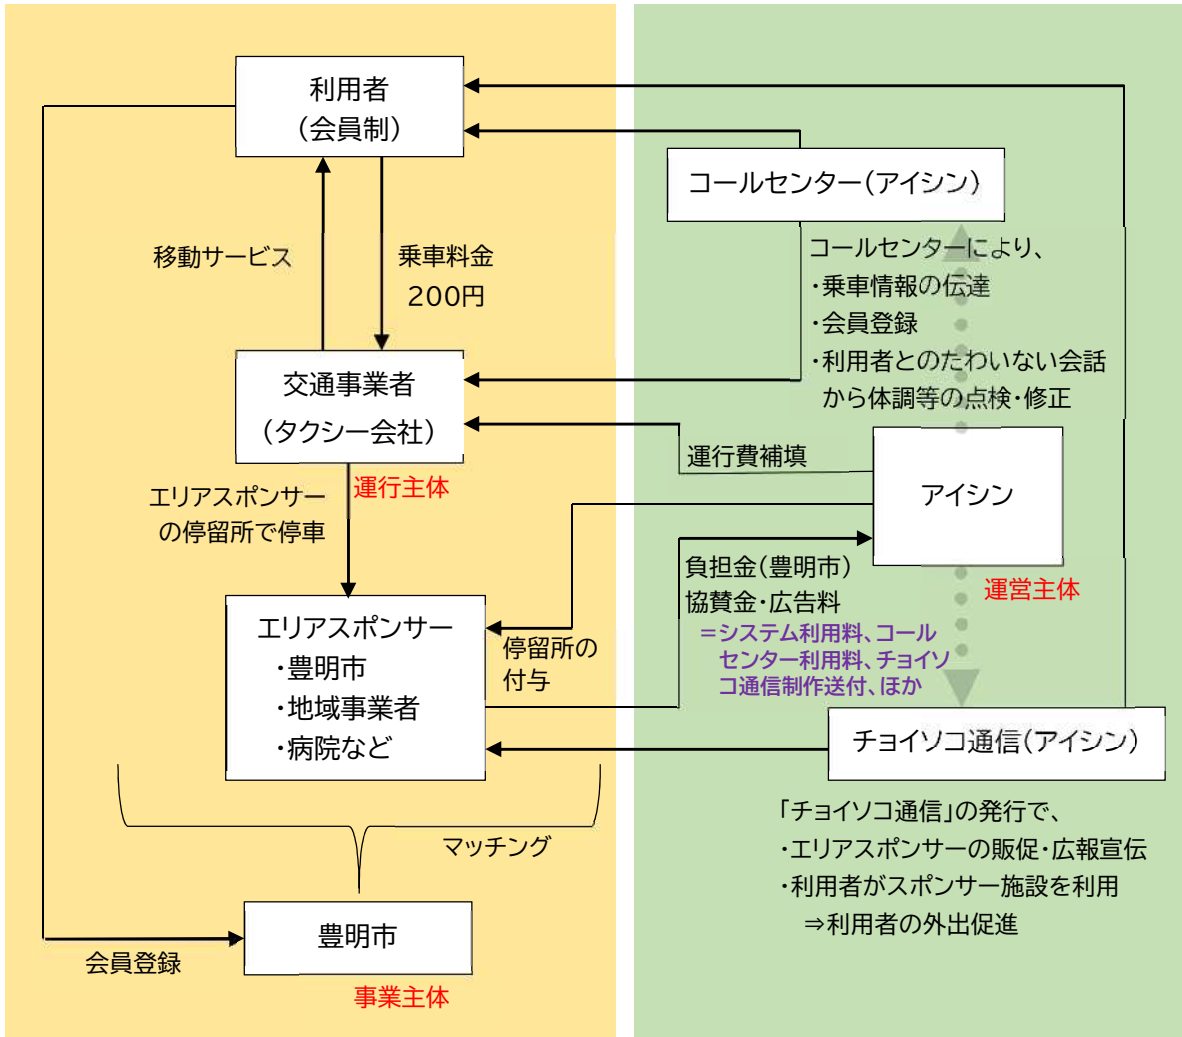 利用者
(会員制)
コールセンター(アイシン)
移動サービス
乗車料金
200円
コールセンターにより、
・乗車情報の伝達
・会員登録
・利用者とのたわいない会話
から体調等の点検・修正
交通事業者
(タクシー会社)
運行主体
運行費補填
アイシン
運営主体
エリアスポンサー
の停留所で停車
負担金(豊明市)
協賛金・広告料
=システム利用料、コール
センター利用料、チョイソ
コ通信制作送付、ほか
エリアスポンサー
・豊明市
・地域事業者
・病院など
停留所の
付与
チョイソコ通信(アイシン)
「チョイソコ通信」の発行で、
・エリアスポンサーの販促・広報宣伝
・利用者がスポンサー施設を利用
⇒利用者の外出促進
マッチング
豊明市
会員登録
事業主体